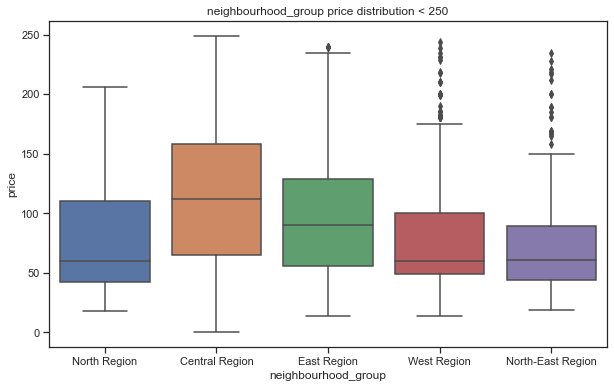 neighbourhood_group price distribution < 250
250
200
150
100
50
0
price
North Region
Central Region
East Region
West Region
North-East Region
neighbourhood_group